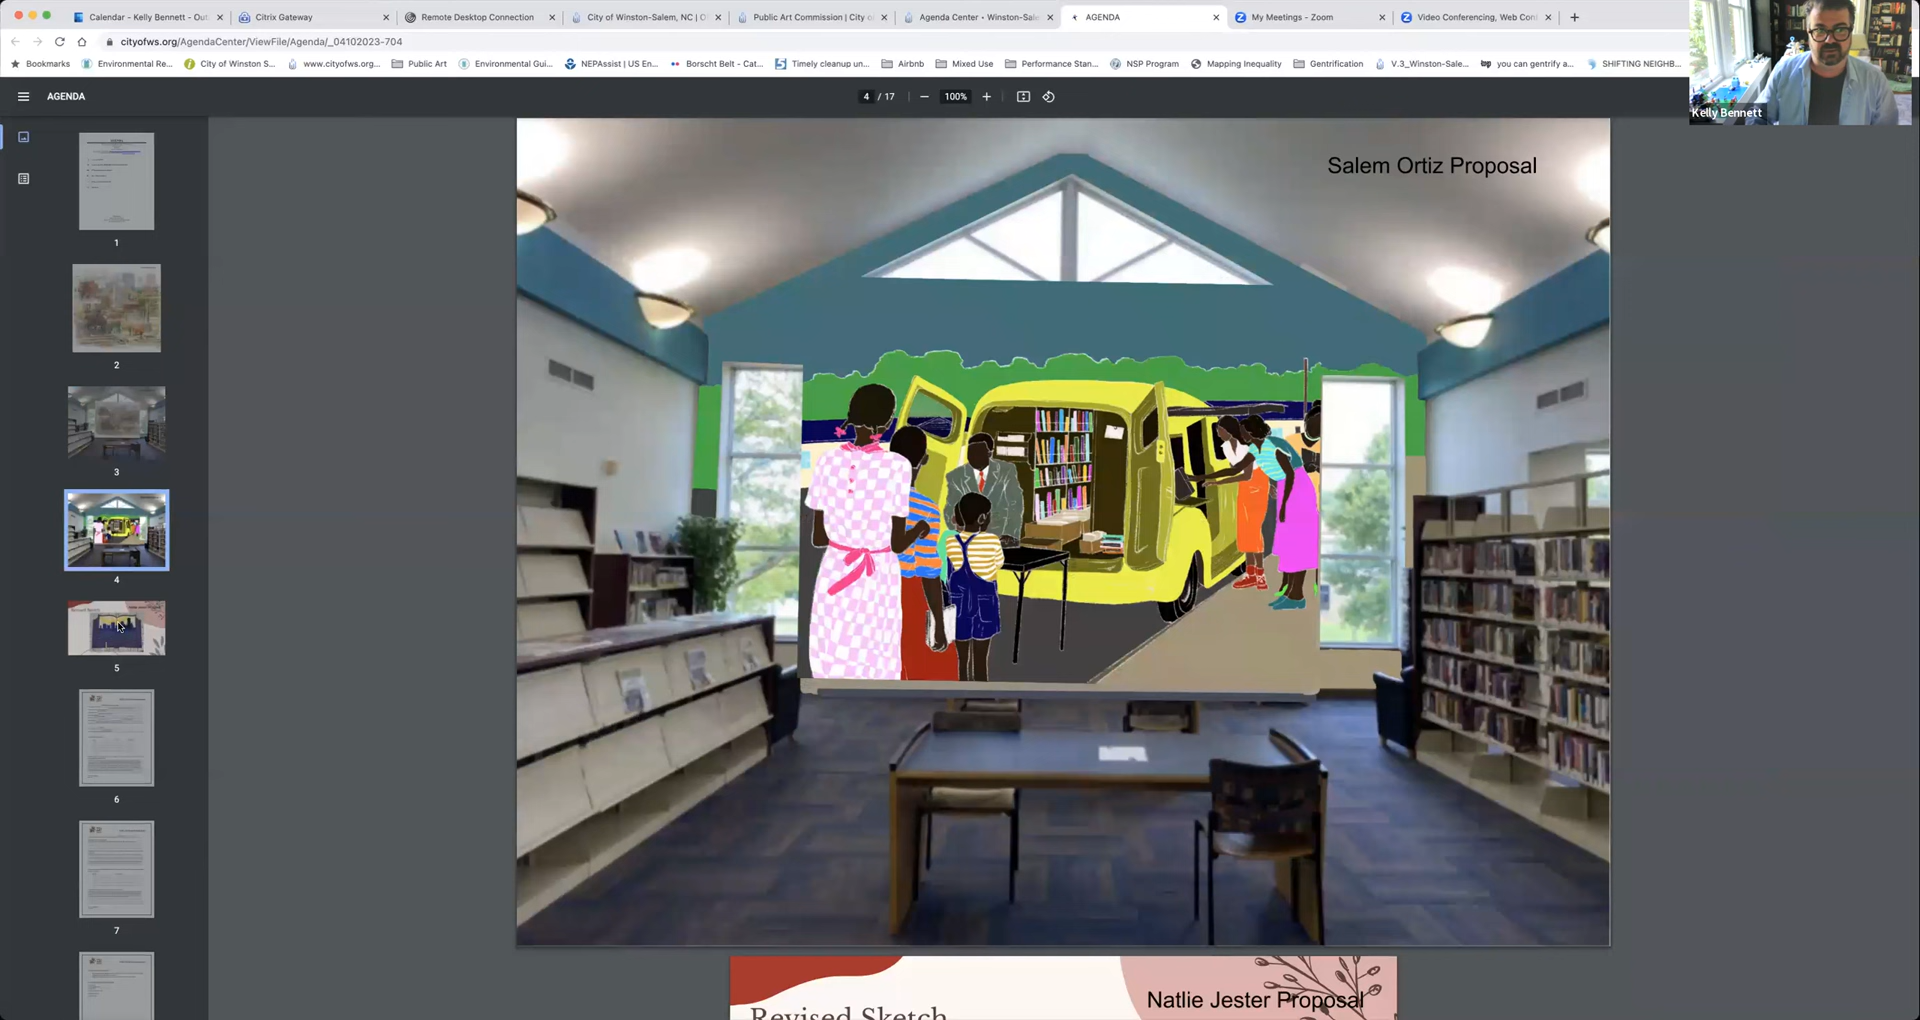 Calendar - Kelly Bennett - Out
Citrix Gateway
Remote Desktop Connection
City of Winston-Salem, NC | O
Public Art Commission | City o
Agenda Center • Winston-Sale
AGENDA
My Meetings - Zoom
Video Conferencing, Web Con
cityofws.org/AgendaCenter/ViewFile/Agenda/_04102023-704
Bookmarks
Environmental Re...
City of Winston S...
www.cityofws.org...
Public Art
Environmental Gui...
NEPAssist | US En...
Borscht Belt - Cat...
Timely cleanup un...
Airbnb
Mixed Use
Performance Stan...
NSP Program
Mapping Inequality
Gentrification
V.3_Winston-Sale...
you can gentrify a...
SHIFTING NEIGHB...
Kelly Bennett
AGENDA
4 / 17
100%
1
2
3
4
5
6
7
Salem Ortiz Proposal
Natlie Jester Proposal
Revised Sketch